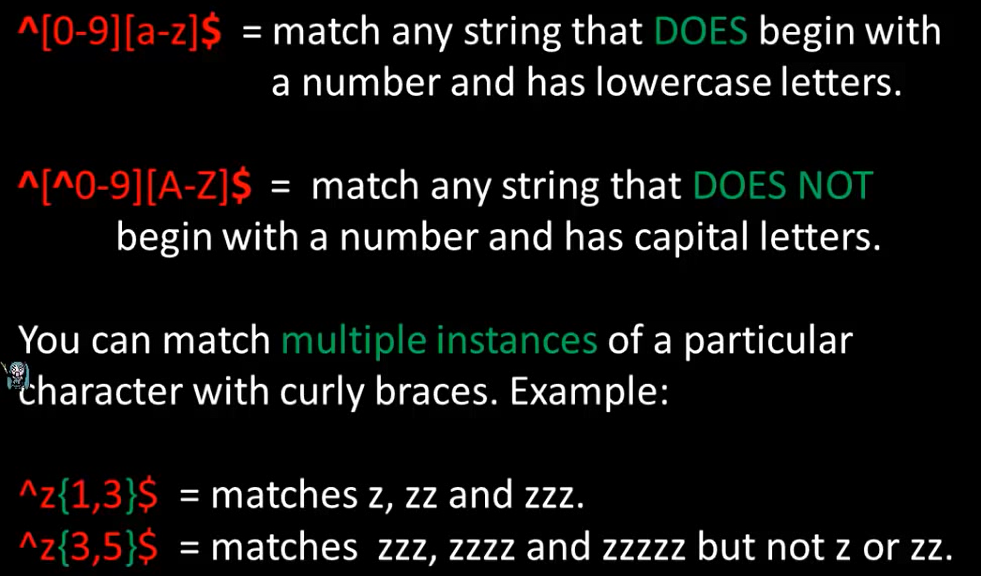 ^[0-9][a-z]$ = match any string that DOES begin with
a number and has lowercase letters.
^[^0-9][A-Z]$ = match any string that DOES NOT
begin with a number and has capital letters.
You can match multiple instances of a particular
character with curly braces. Example:
^z{1,3}$ = matches z, zz and zzz.
^z{3,5}$ = matches zzz, zzzz and zzzzz but not z or zz.